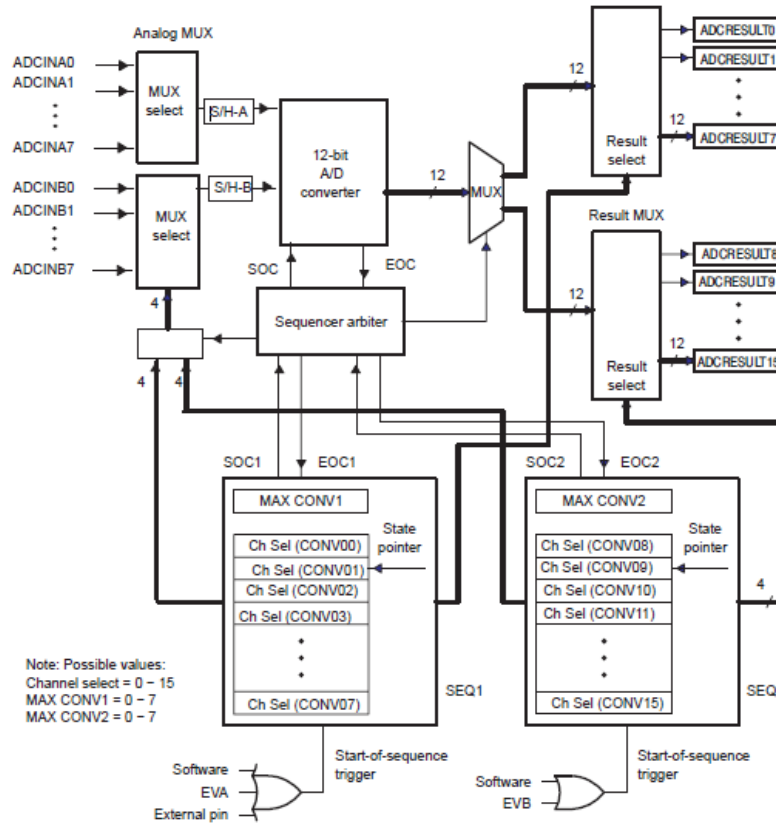 Analog MUX
ADCINA0
ADCINA1
ADCINA7
ADCINB0
ADCINB1
ADCINB7
MUX
select
MUX
select
S/H-A
S/H-B
12-bit
A/D
converter
SOC
EOC
Sequencer arbiter
12
MUX
12
12
Result
select
12
ADCRESULT0
ADCRESULT1
ADCRESULT7
Result MUX
Result
select
12
ADCRESULT8
ADCRESULT9
ADCRESULT15
4
4
4
SOC1
EOC1
SOC2
EOC2
MAX CONV1
Ch Sel (CONV00)
Ch Sel (CONV01)
Ch Sel (CONV02)
Ch Sel (CONV03)
Ch Sel (CONV07)
State
pointer
SEQ1
MAX CONV2
Ch Sel (CONV08)
Ch Sel (CONV09)
Ch Sel (CONV10)
Ch Sel (CONV11)
Ch Sel (CONV15)
State
pointer
4
SEQ
Note: Possible values:
Channel select = 0 – 15
MAX CONV1 = 0 – 7
MAX CONV2 = 0 – 7
Software
EVA
External pin
Start-of-sequence
trigger
Software
EVB
Start-of-sequence
trigger